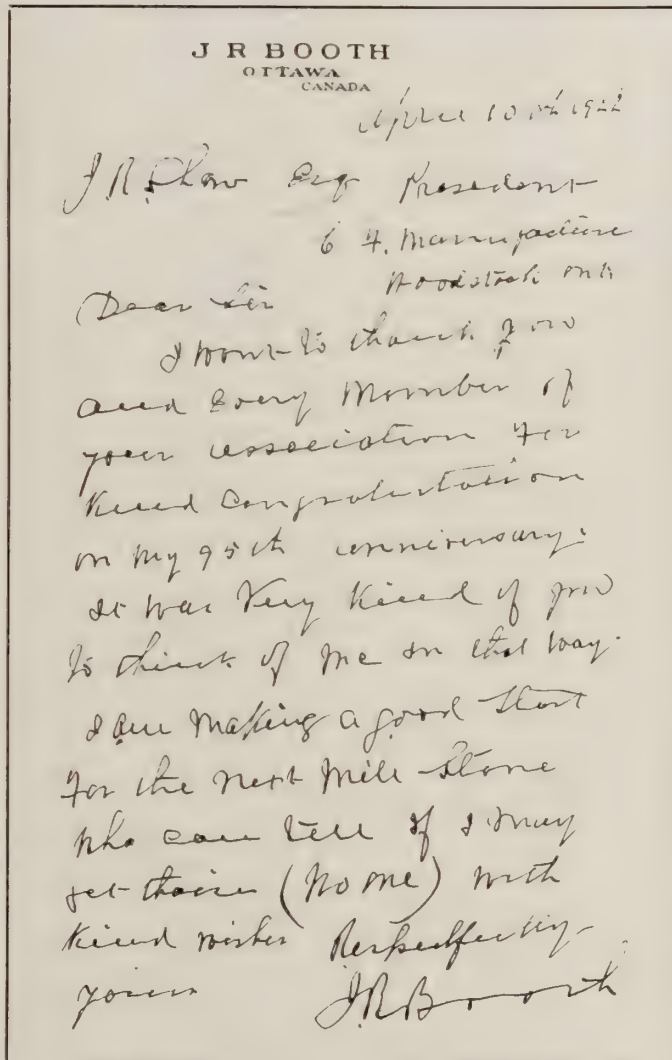 J R BOOTH
OTTAWA
CANADA
April 10th 1922
J R Shaw Esq President
Manufacture
Woodstock Ont
Dear Sir
I want to thank you
and Every Member of
your association For
Kind Congratulation
on my 95th anniversary.
It was Very Kind of you
to think of me in that way.
I am Making a good Start
For the next Mile Stone
Who can tell if I may
get there (No one) With
Kind wishes Respectfully
yours J.R.Booth